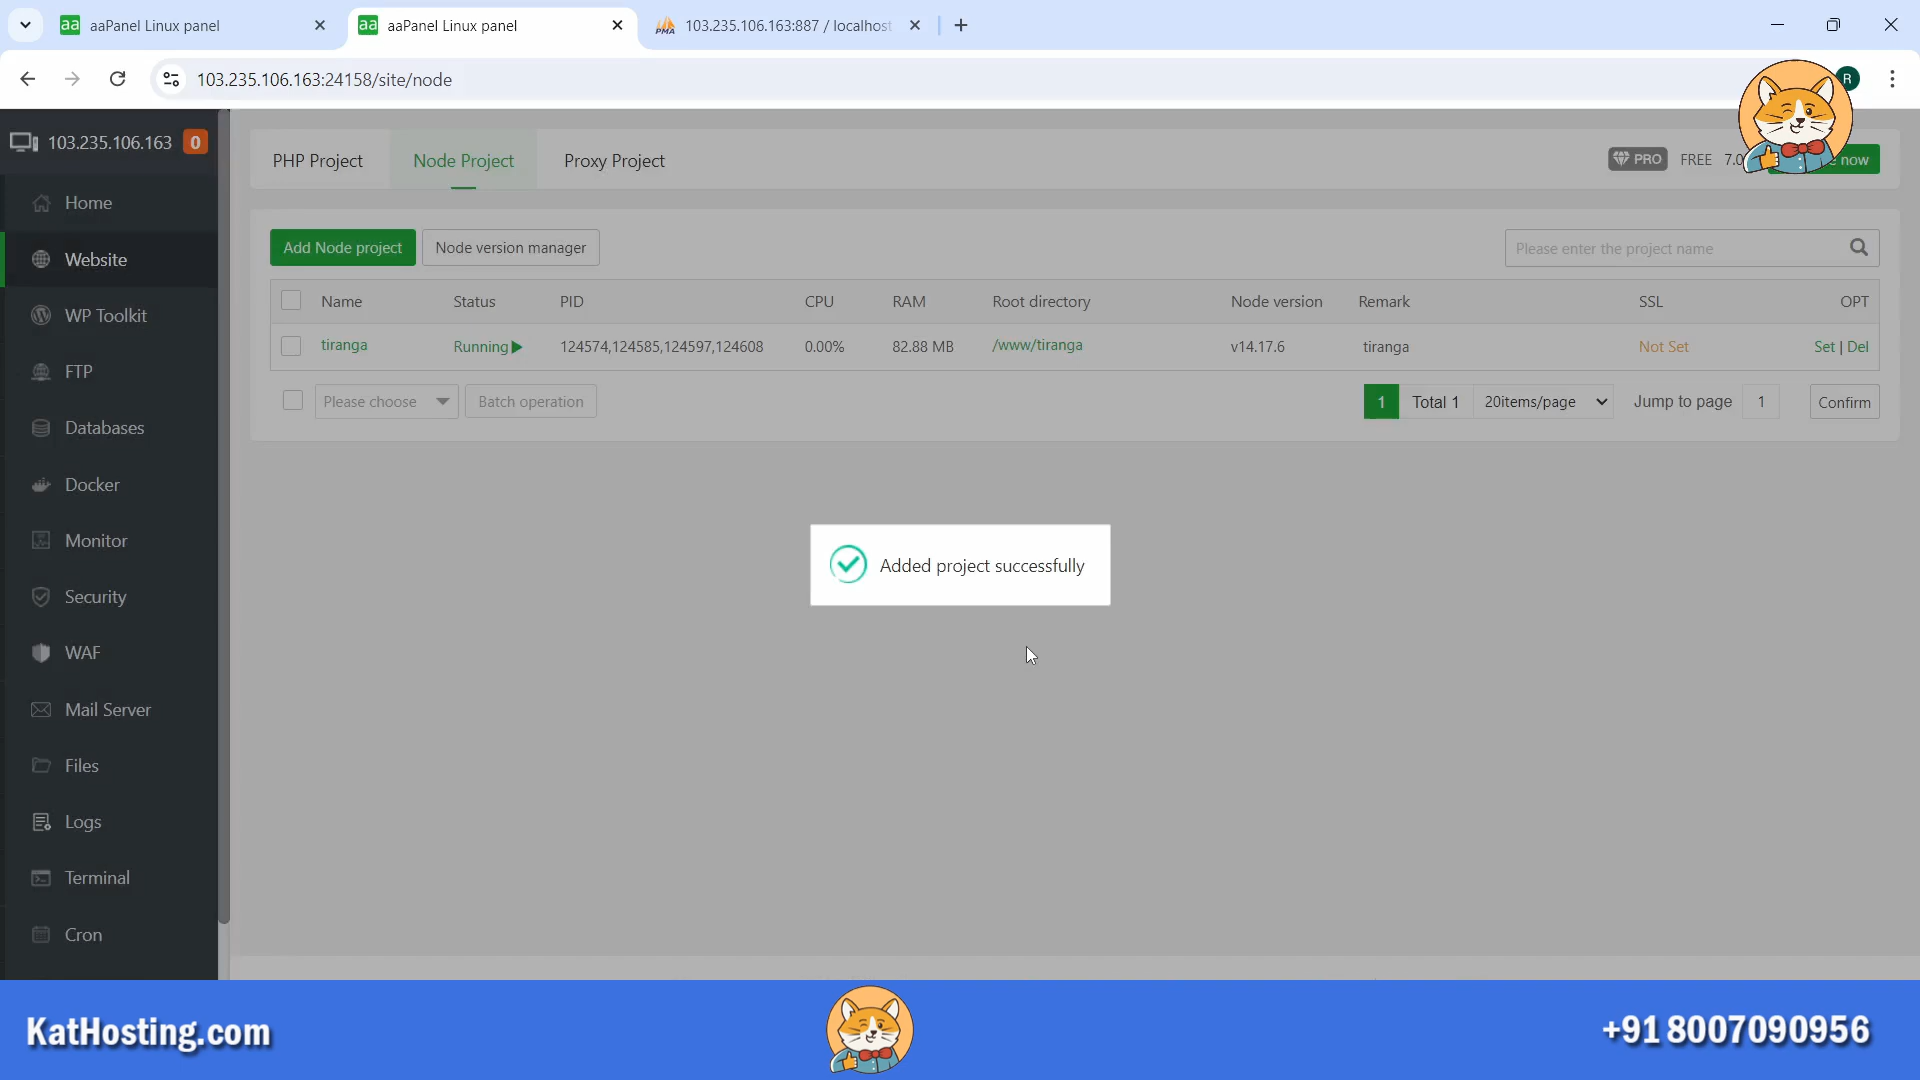 aaPanel Linux panel
aaPanel Linux panel
PMA
103.235.106.163:887 / localhost
103.235.106.163:24158/site/node
R
103.235.106.163
0
PHP Project
Node Project
Proxy Project
PRO
FREE
7.0
now
Home
Website
WP Toolkit
FTP
Databases
Docker
Monitor
Security
WAF
Mail Server
Files
Logs
Terminal
Cron
Add Node project
Node version manager
Please enter the project name
Name Status PID CPU RAM Root directory Node version Remark SSL OPT
tiranga Running 124574,124585,124597,124608 0.00% 82.88 MB /www/tiranga v14.17.6 tiranga Not Set Set | Del
Please choose
Batch operation
1 Total 1 20items/page Jump to page 1 Confirm
Added project successfully
KatHosting.com
+91 8007090956